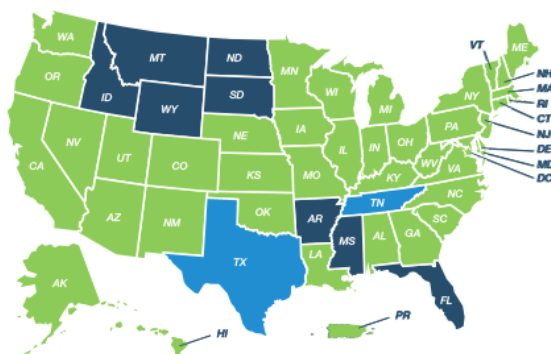 WA
MT
ND
MN
VT
ME
OR
ID
WY
SD
WI
MI
NY
NH
MA
RI
CT
NJ
DE
MD
DC
NV
UT
CO
NE
IA
IL
IN
OH
PA
WV
VA
CA
KS
MO
KY
NC
AZ
NM
OK
AR
TN
SC
TX
LA
MS
AL
GA
FL
AK
HI
PR